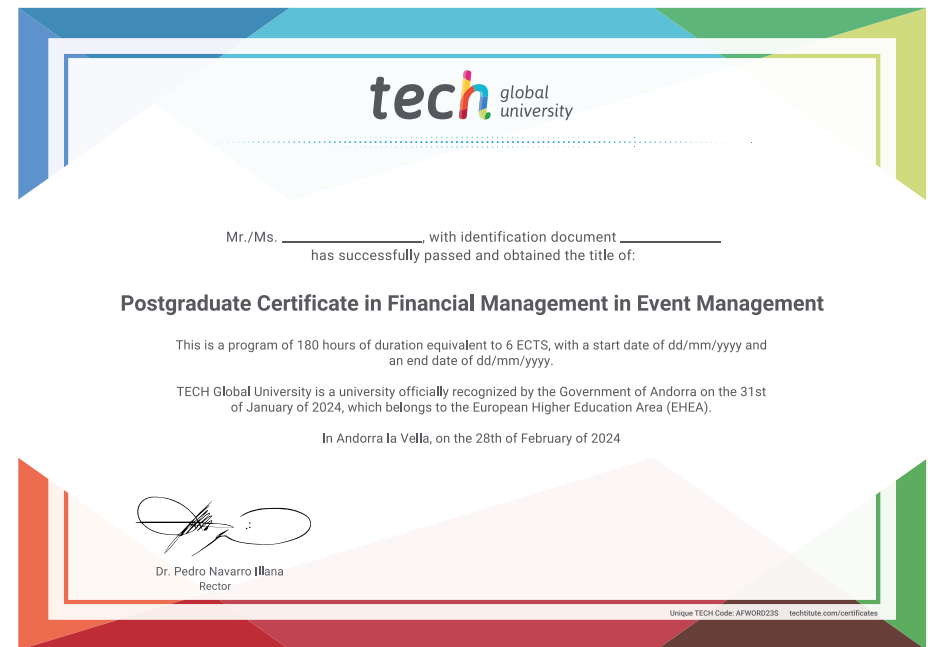 tech global
university
Mr./Ms. ____________, with identification document ____________
has successfully passed and obtained the title of:
Postgraduate Certificate in Financial Management in Event Management
This is a program of 180 hours of duration equivalent to 6 ECTS, with a start date of dd/mm/yyyy and
an end date of dd/mm/yyyy.
TECH Global University is a university officially recognized by the Government of Andorra on the 31st
of January of 2024, which belongs to the European Higher Education Area (EHEA).
In Andorra la Vella, on the 28th of February of 2024
Dr. Pedro Navarro Illana
Rector
Unique TECH Code: AFWORD23S techtitute.com/certificates